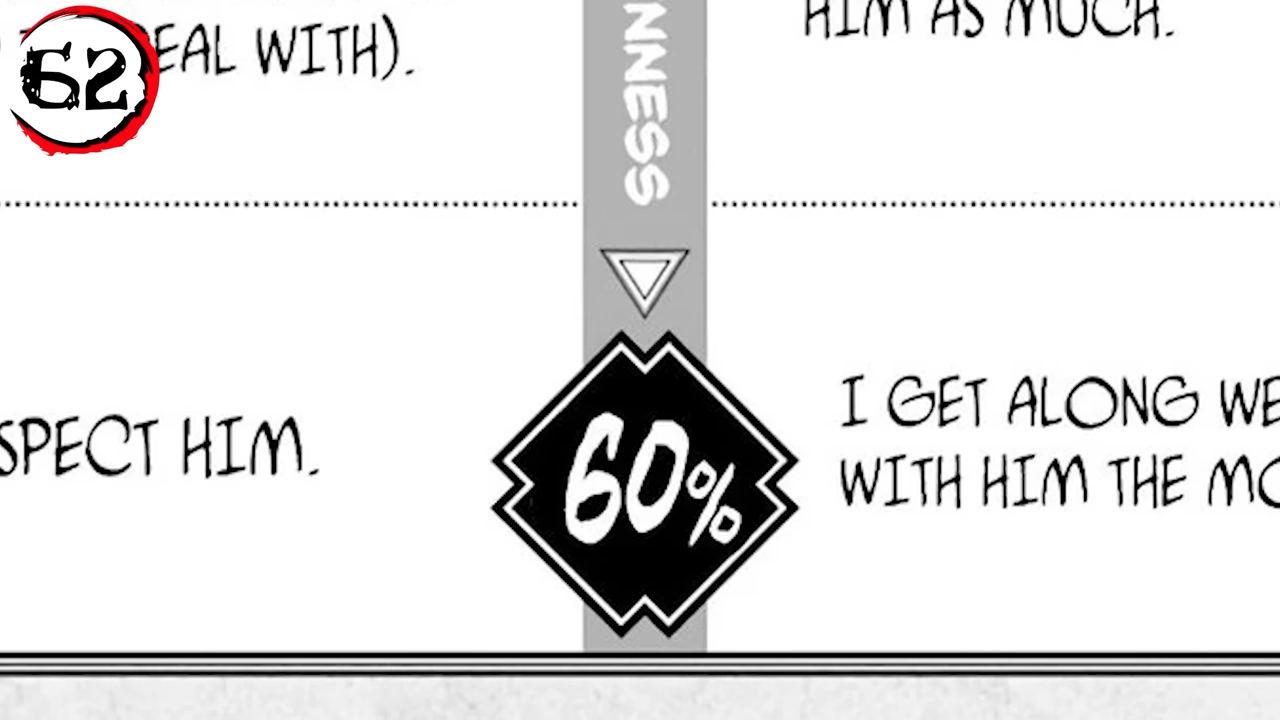 62
EAL WITH).
NNESS
HIM AS MUCH.
SPECT HIM.
60%
I GET ALONG WE
WITH HIM THE MO